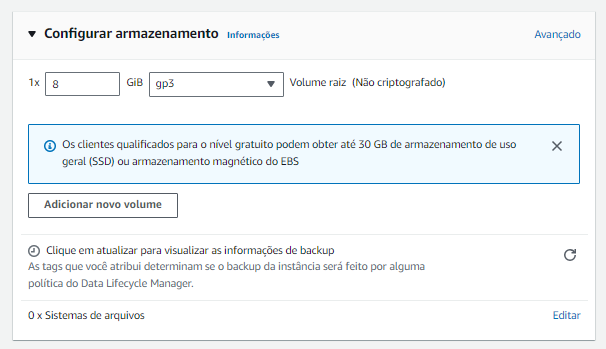 Configurar armazenamento Informações Avançado
1x 8 GiB gp3 Volume raiz (Não criptografado)
Os clientes qualificados para o nível gratuito podem obter até 30 GB de armazenamento de uso
geral (SSD) ou armazenamento magnético do EBS
Adicionar novo volume
Clique em atualizar para visualizar as informações de backup
As tags que você atribui determinam se o backup da instância será feito por alguma
política do Data Lifecycle Manager.
0 x Sistemas de arquivos Editar